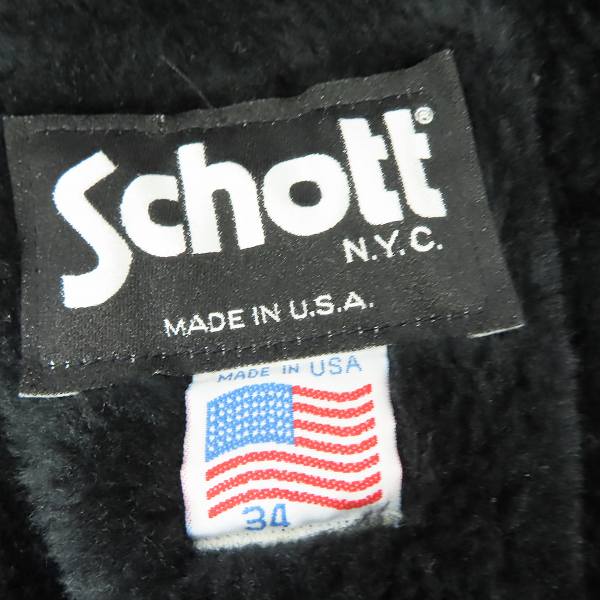 Schott®
N.Y.C.
MADE IN U.S.A.
MADE IN USA
34